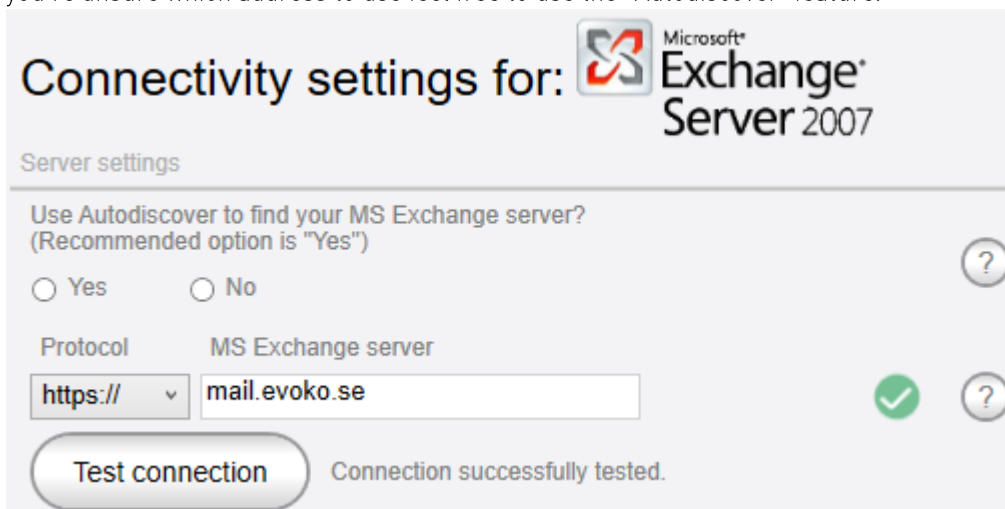 Connectivity settings for:
Microsoft
Exchange
Server 2007
Server settings
Use Autodiscover to find your MS Exchange server?
(Recommended option is "Yes")
Yes No
Protocol MS Exchange server
https:// mail.evoko.se
Test connection Connection successfully tested.